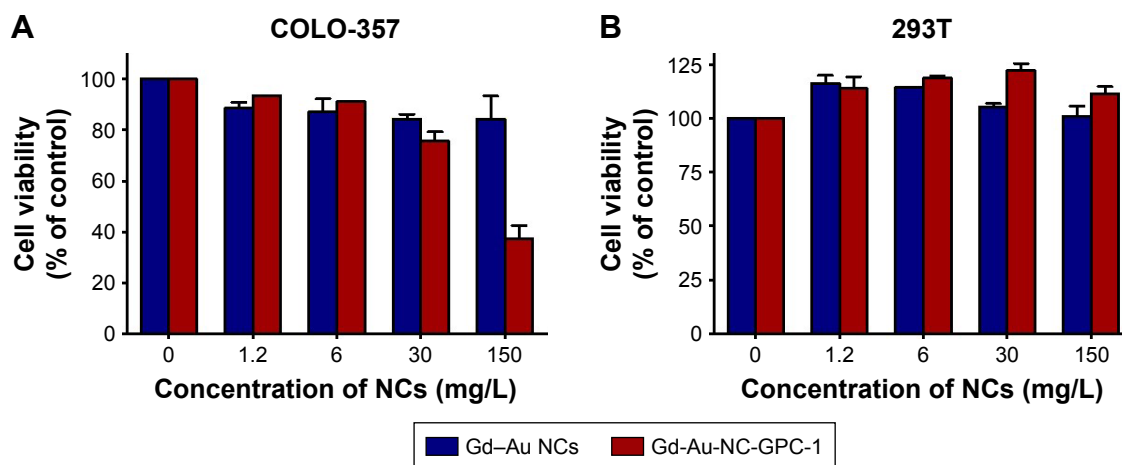 A
COLO-357
Cell viability
(% of control)
100
80
60
40
20
0
0 1.2 6 30 150
Concentration of NCs (mg/L)
B
293T
Cell viability
(% of control)
125
100
75
50
25
0
0 1.2 6 30 150
Concentration of NCs (mg/L)
Gd–Au NCs
Gd-Au-NC-GPC-1